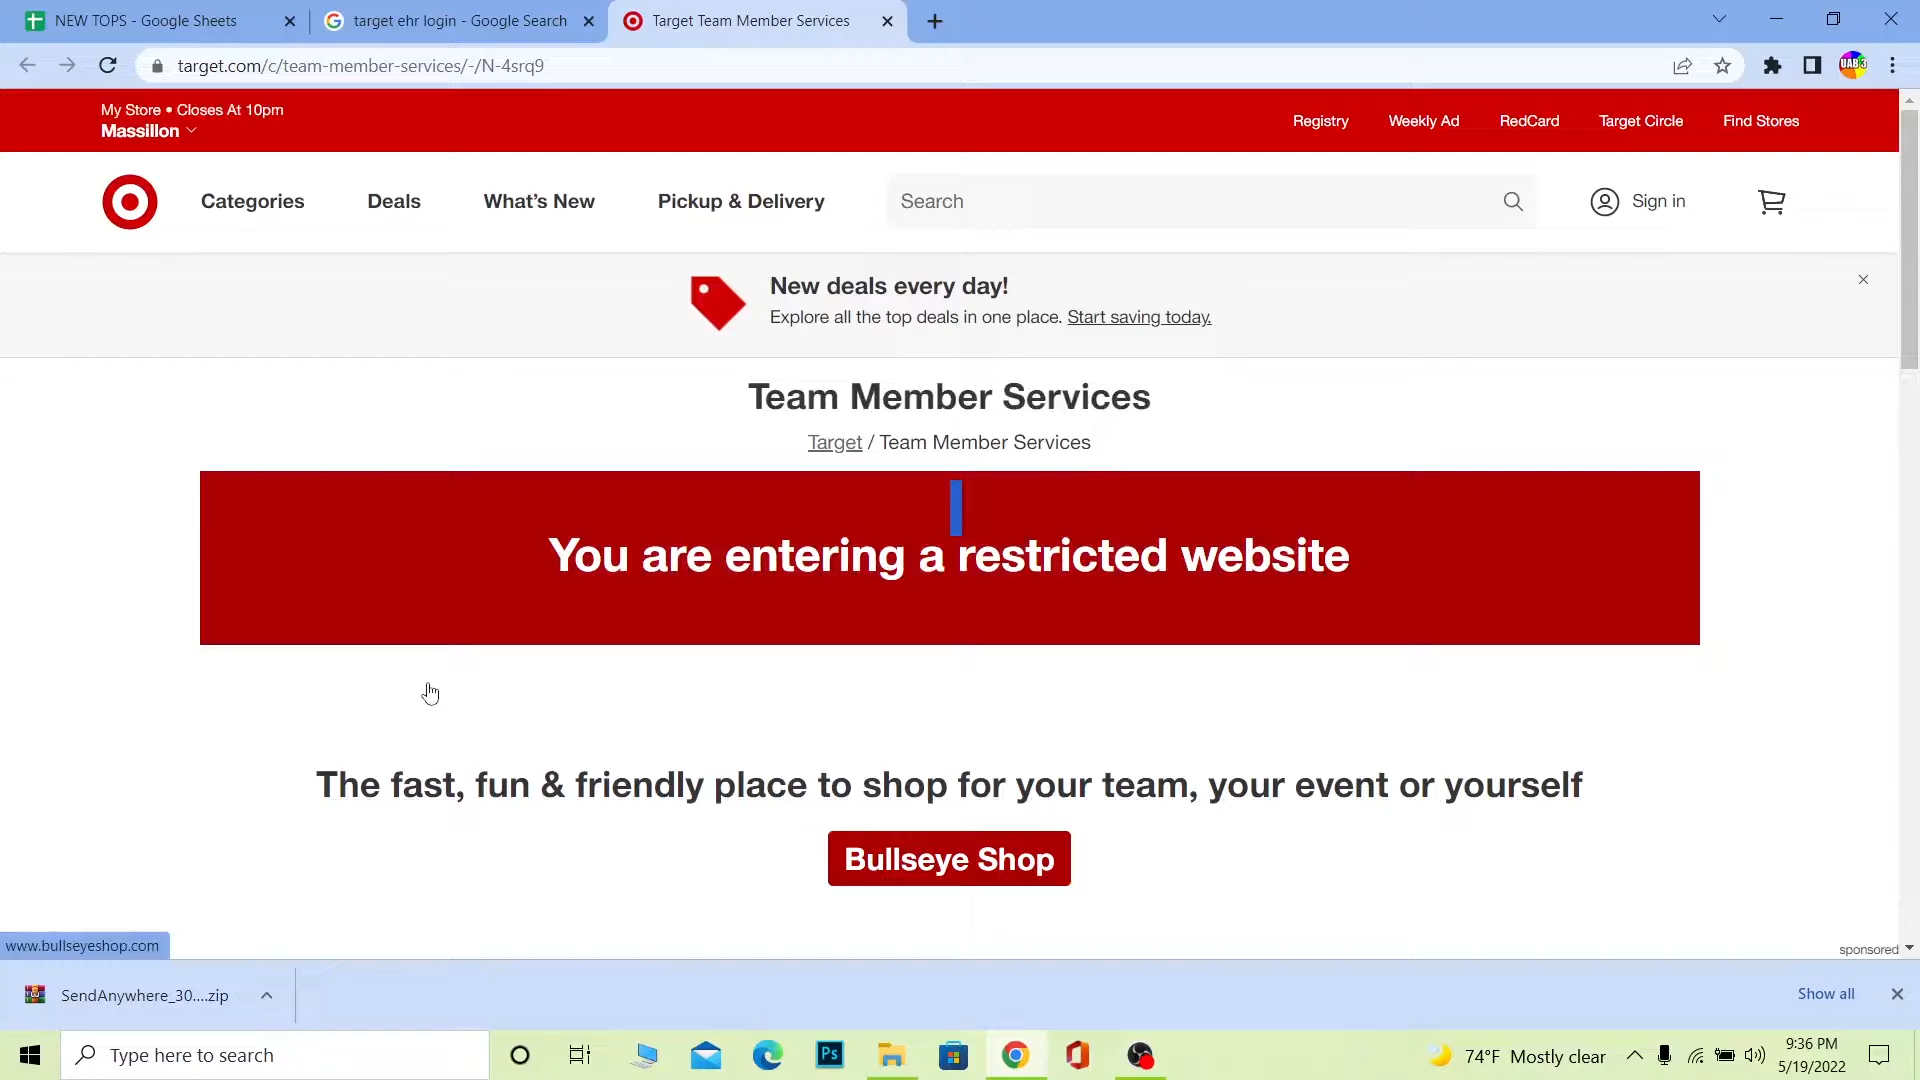 NEW TOPS - Google Sheets
target ehr login - Google Search
Target Team Member Services
target.com/c/team-member-services/-/N-4srq9
UAB 3
My Store • Closes At 10pm
Massillon
Registry
Weekly Ad
RedCard
Target Circle
Find Stores
Categories
Deals
What's New
Pickup & Delivery
Search
Sign in
New deals every day!
Explore all the top deals in one place. Start saving today.
Team Member Services
Target / Team Member Services
You are entering a restricted website
The fast, fun & friendly place to shop for your team, your event or yourself
Bullseye Shop
www.bullseyeshop.com
sponsored
SendAnywhere_30....zip
Show all
Type here to search
Ps
74°F Mostly clear
9:36 PM
5/19/2022